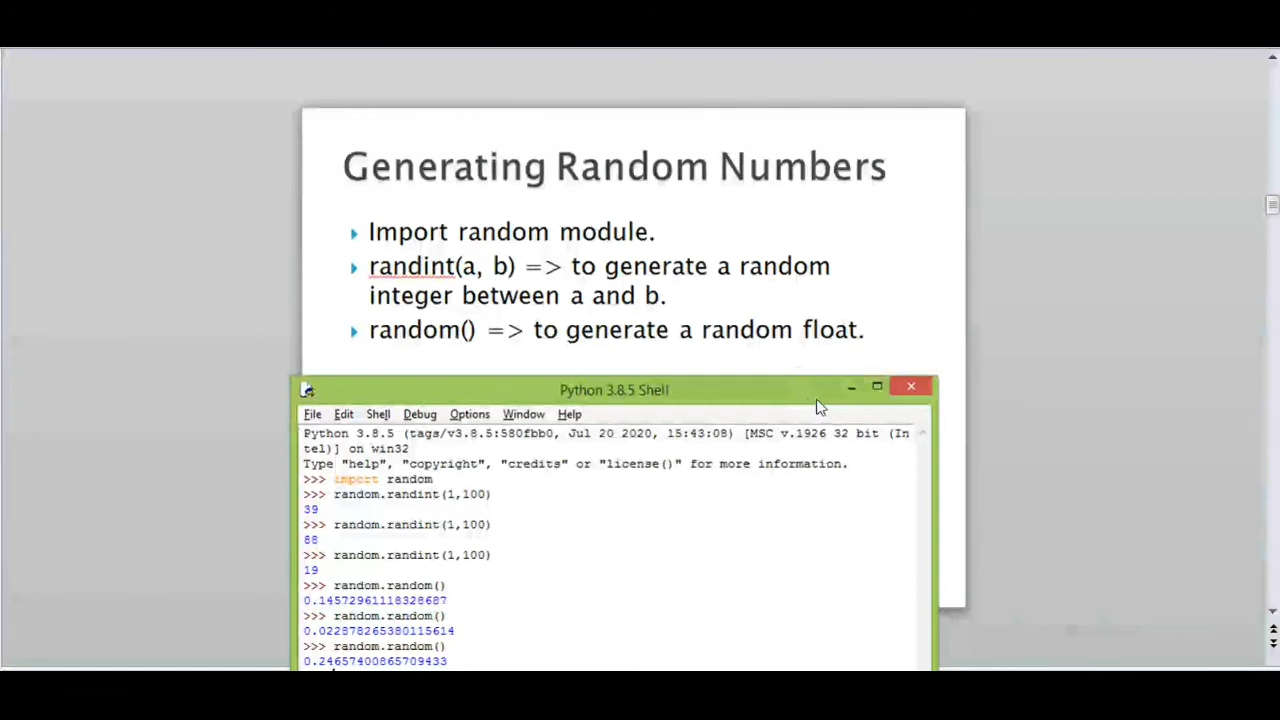 Generating Random Numbers
Import random module.
randint(a, b) => to generate a random
integer between a and b.
random() => to generate a random float.
Python 3.8.5 Shell
File Edit Shell Debug Options Window Help
Python 3.8.5 (tags/v3.8.5:580fbb0, Jul 20 2020, 15:43:08) [MSC v.1926 32 bit (In
tel)] on win32
Type "help", "copyright", "credits" or "license()" for more information.
>>> import random
>>> random.randint(1,100)
39
>>> random.randint(1,100)
88
>>> random.randint(1,100)
19
>>> random.random()
0.14572961118328687
>>> random.random()
0.022878265380115614
>>> random.random()
0.24657400865709433